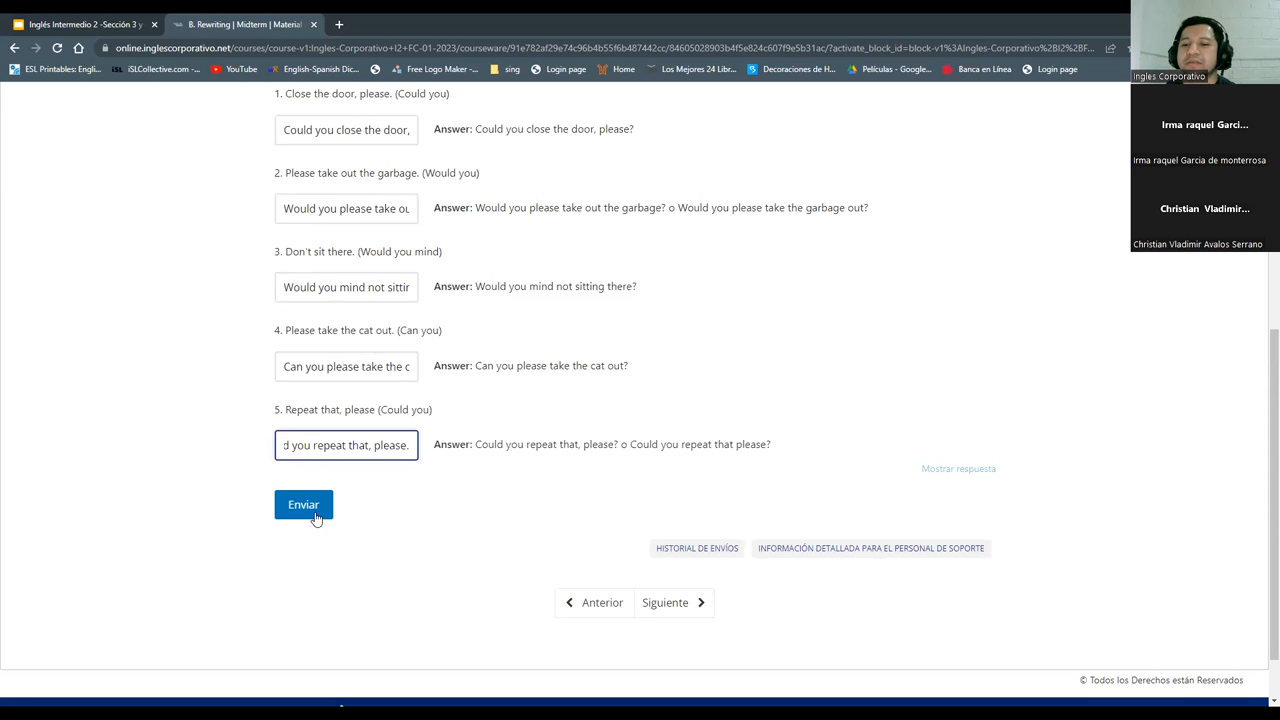 Inglés Intermedio 2 -Sección 3 y
B. Rewriting | Midterm | Material
online.inglescorporativo.net/courses/course-v1:Ingles-Corporativo+I2+FC-01-2023/courseware/91e782af29e74c96b4b55f6b487442cc/84605028903b4f5e824c607f9e5b31ac/?activate_block_id=block-v1%3AIngles-Corporativo%2BI2%2BF...
ESL Printables: Engli...
iSLCollective.com -...
YouTube
English-Spanish Dic...
Free Logo Maker -...
sing
Login page
Home
Los Mejores 24 Libr...
Decoraciones de H...
Películas - Google...
Banca en Línea
Login page
Ingles Corporativo
Irma raquel Garci...
Irma raquel Garcia de monterrosa
Christian Vladimir...
Christian Vladimir Avalos Serrano
1. Close the door, please. (Could you)
Could you close the door,
Answer: Could you close the door, please?
2. Please take out the garbage. (Would you)
Would you please take ou
Answer: Would you please take out the garbage? o Would you please take the garbage out?
3. Don't sit there. (Would you mind)
Would you mind not sittir
Answer: Would you mind not sitting there?
4. Please take the cat out. (Can you)
Can you please take the c
Answer: Can you please take the cat out?
5. Repeat that, please (Could you)
d you repeat that, please.
Answer: Could you repeat that, please? o Could you repeat that please?
Mostrar respuesta
Enviar
HISTORIAL DE ENVÍOS
INFORMACIÓN DETALLADA PARA EL PERSONAL DE SOPORTE
Anterior
Siguiente
© Todos los Derechos están Reservados